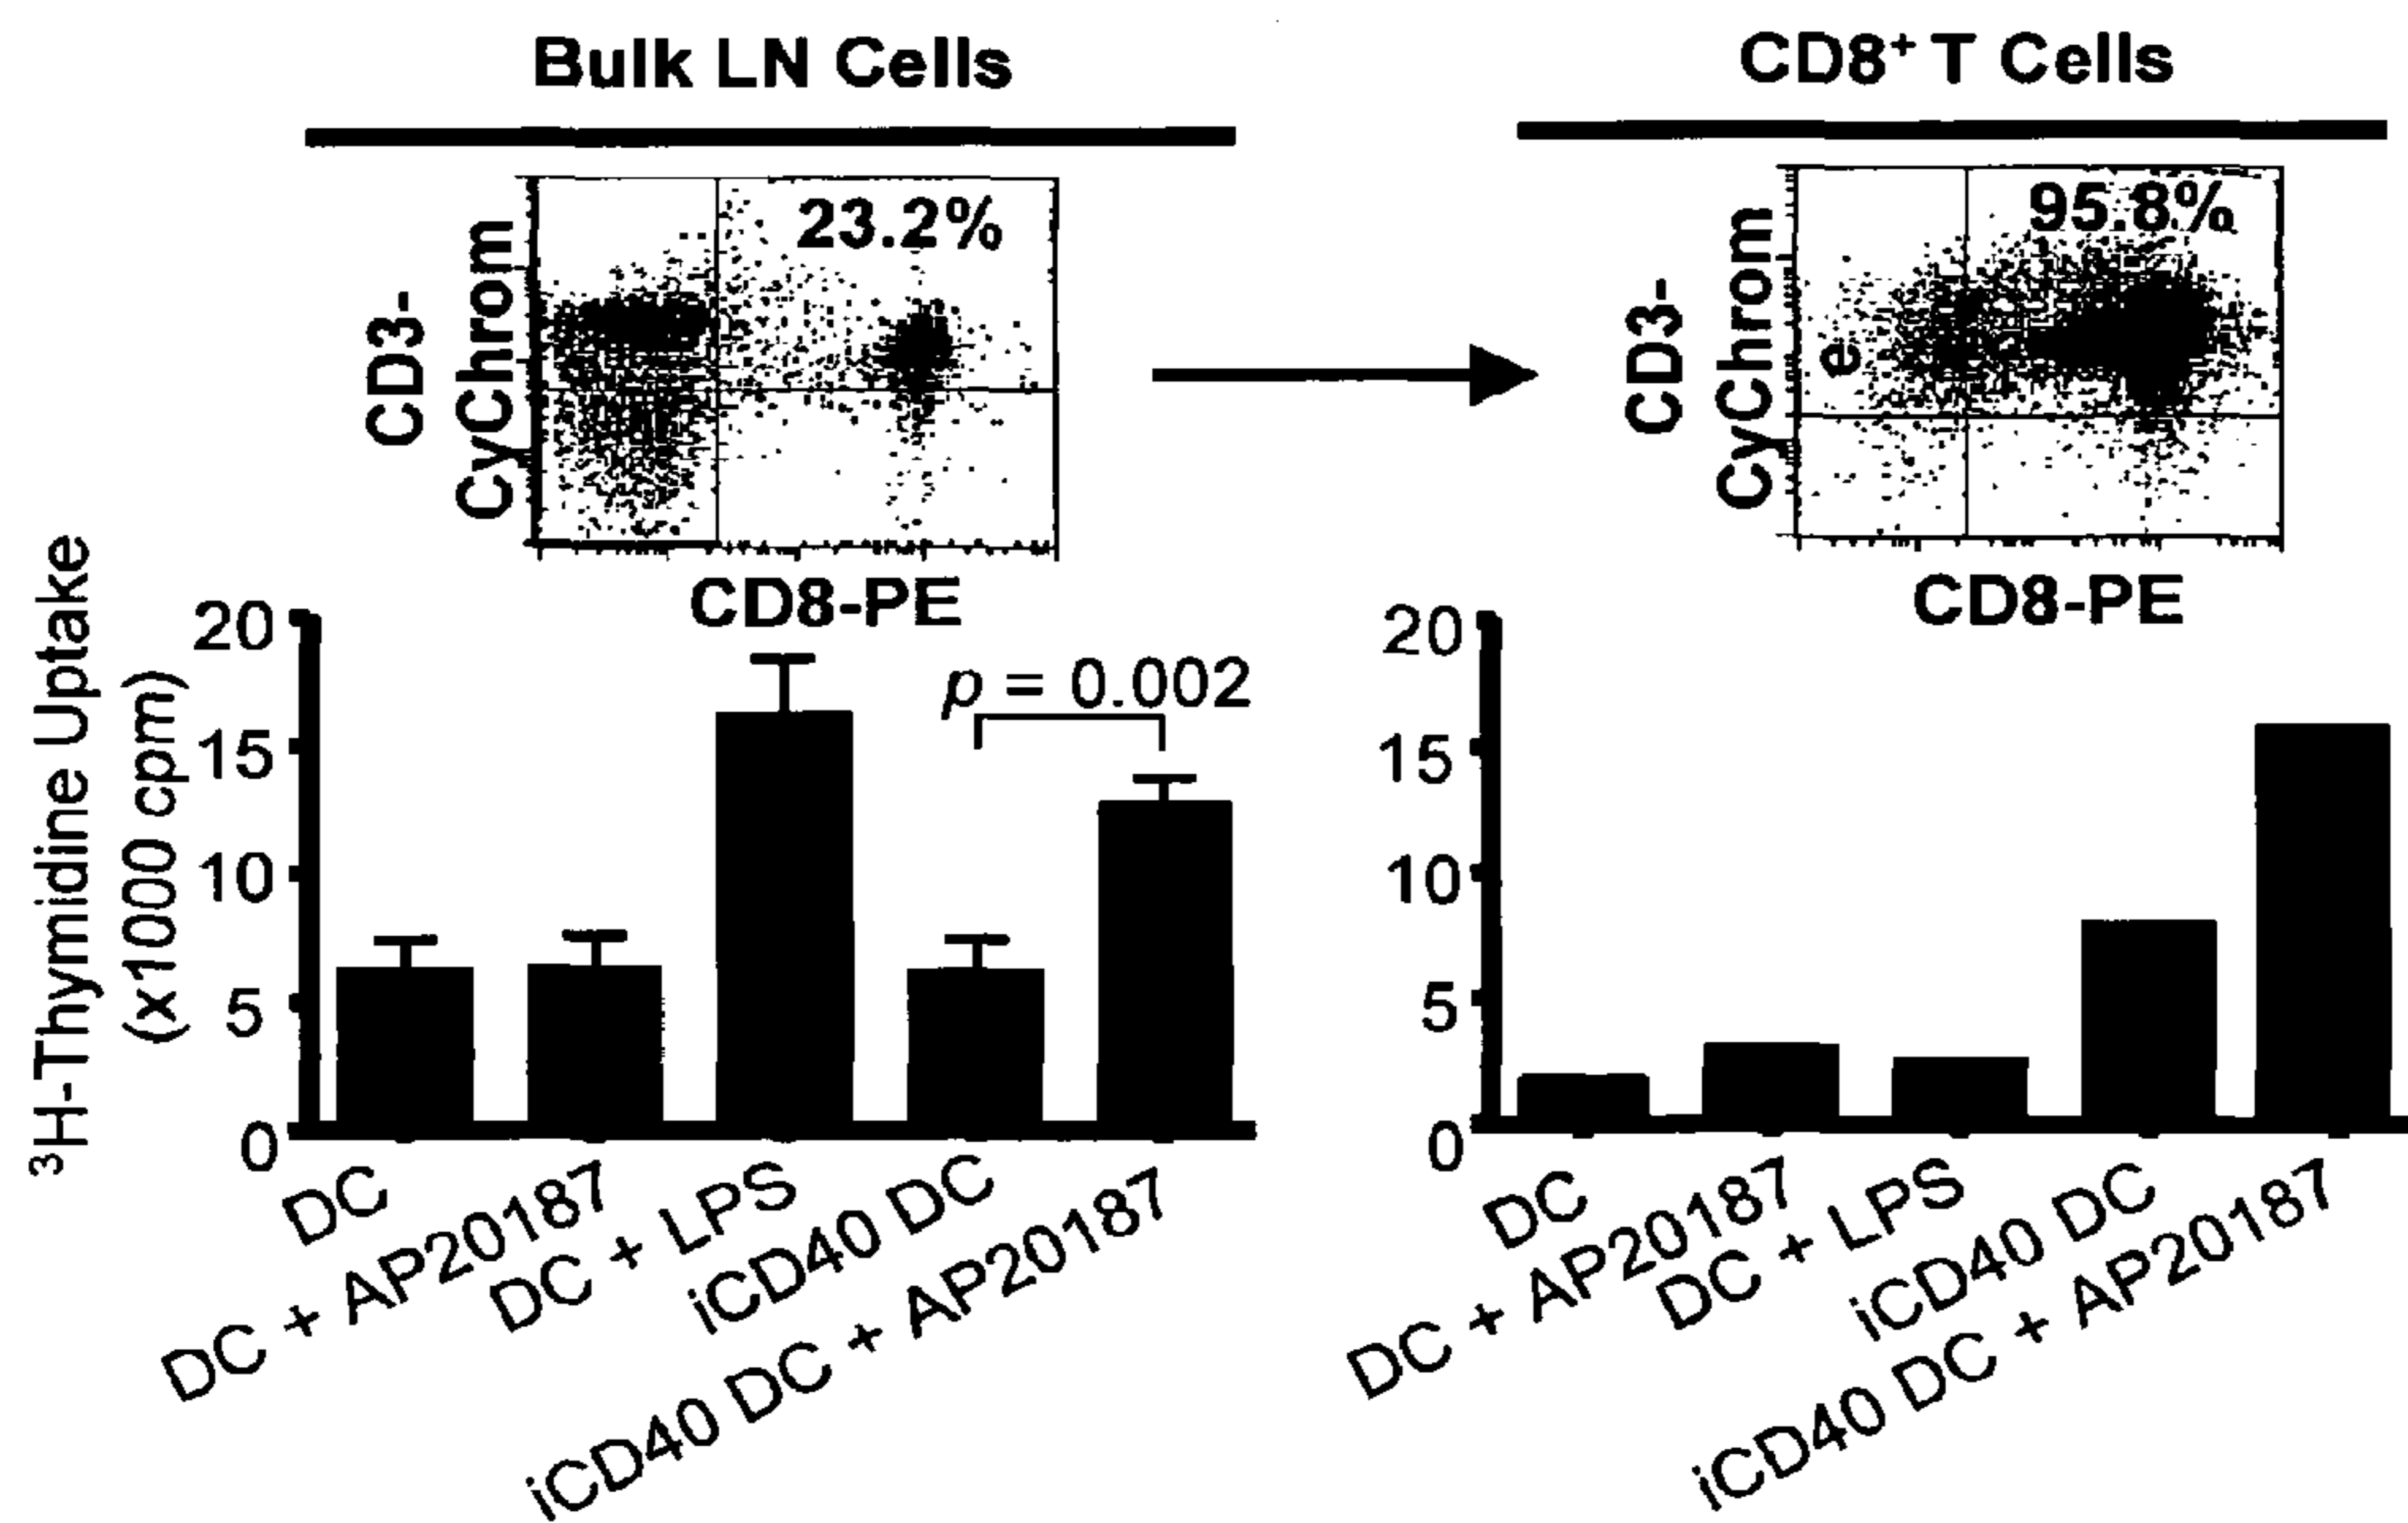 Bulk LN Cells
CD8⁺ T Cells
23.2%
CD3-
CyChrom
CD8-PE
95.8%
CD3-
CyChrom
e
CD8-PE
³H-Thymidine Uptake
(x1000 cpm)
20
15
10
5
0
p = 0.002
DC
DC + AP20187
DC + LPS
iCD40 DC
iCD40 DC + AP20187
20
15
10
5
0
DC
DC + AP20187
DC + LPS
iCD40 DC
iCD40 DC + AP20187